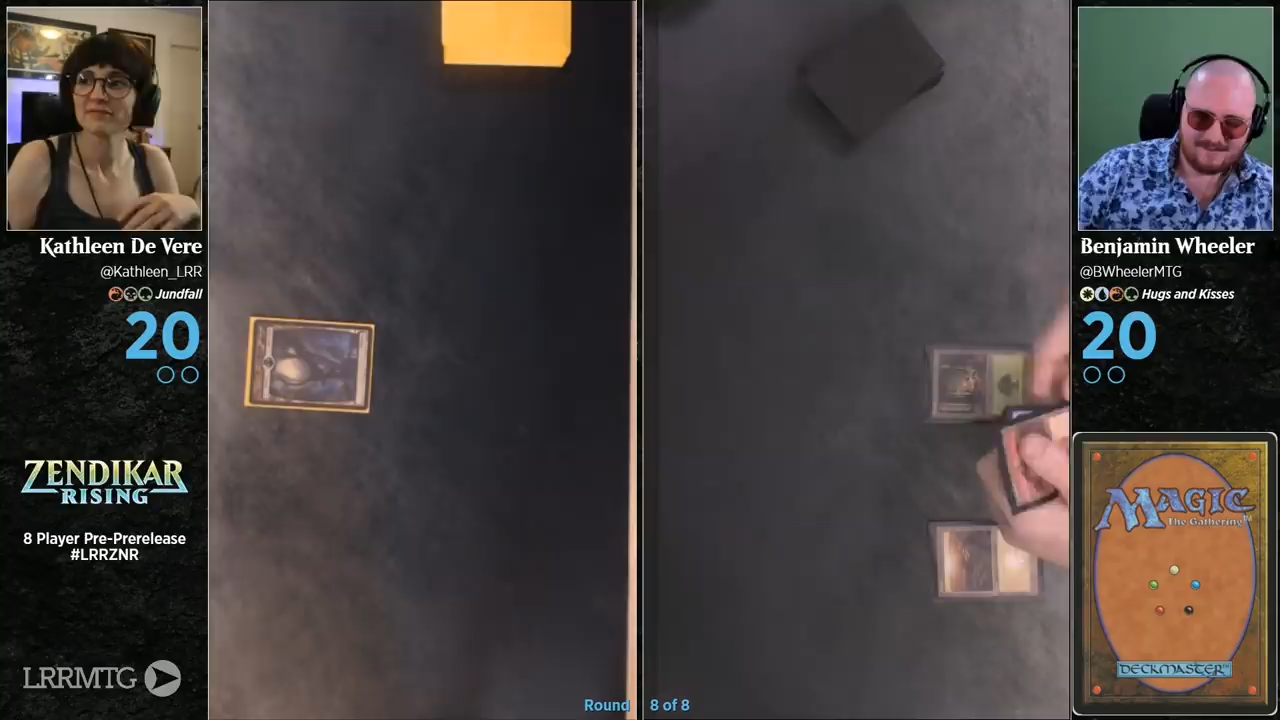 Kathleen De Vere
@Kathleen_LRR
Jundfall
20
ZENDIKAR
RISING
8 Player Pre-Prerelease
#LRRZNR
LRRMTG
Round 8 of 8
Benjamin Wheeler
@BWheelerMTG
Hugs and Kisses
20
MAGIC
The Gathering
DECKMASTER